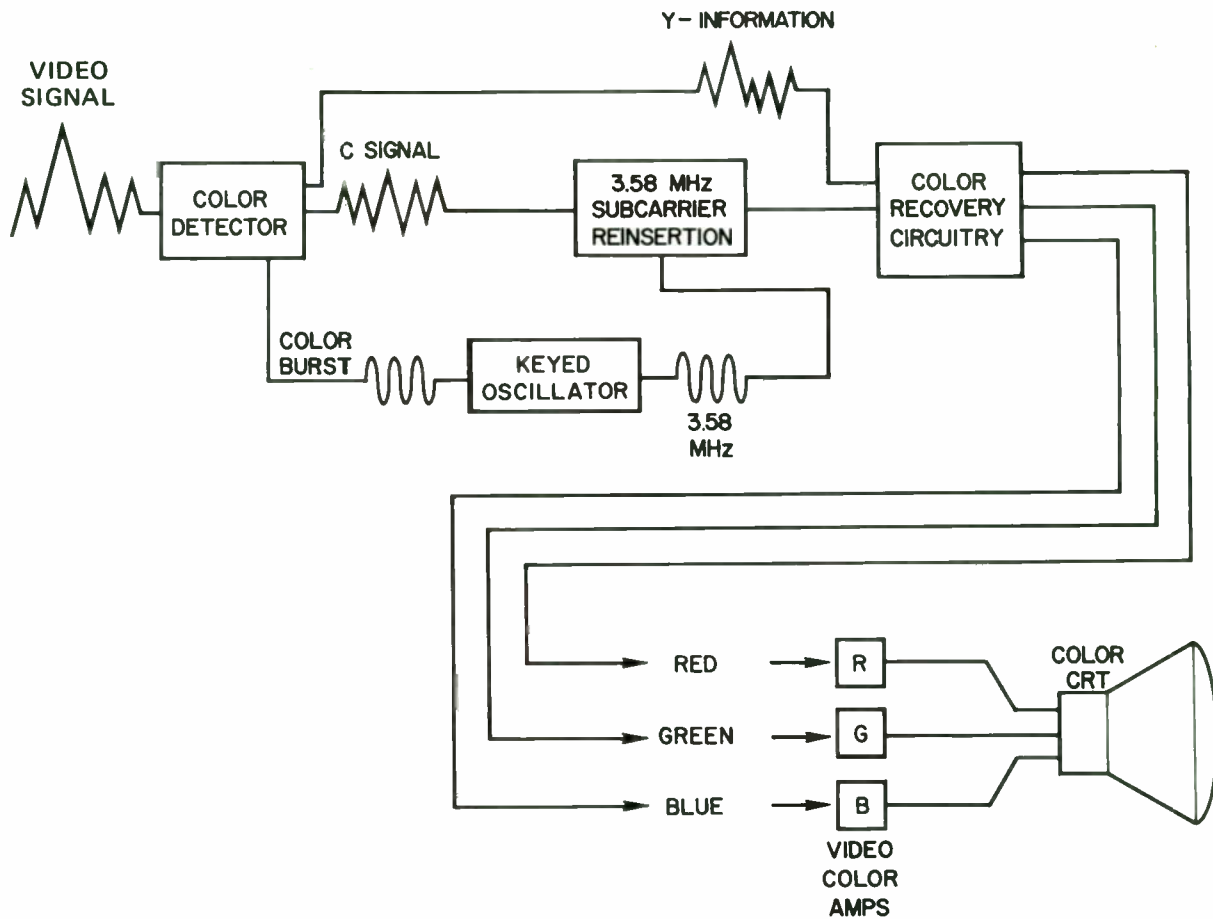 Y- INFORMATION
VIDEO
SIGNAL
C SIGNAL
COLOR
DETECTOR
3.58 MHz
SUBCARRIER
REINSERTION
COLOR
RECOVERY
CIRCUITRY
COLOR
BURST
KEYED
OSCILLATOR
3.58
MHz
RED
R
COLOR
CRT
GREEN
G
BLUE
B
VIDEO
COLOR
AMPS